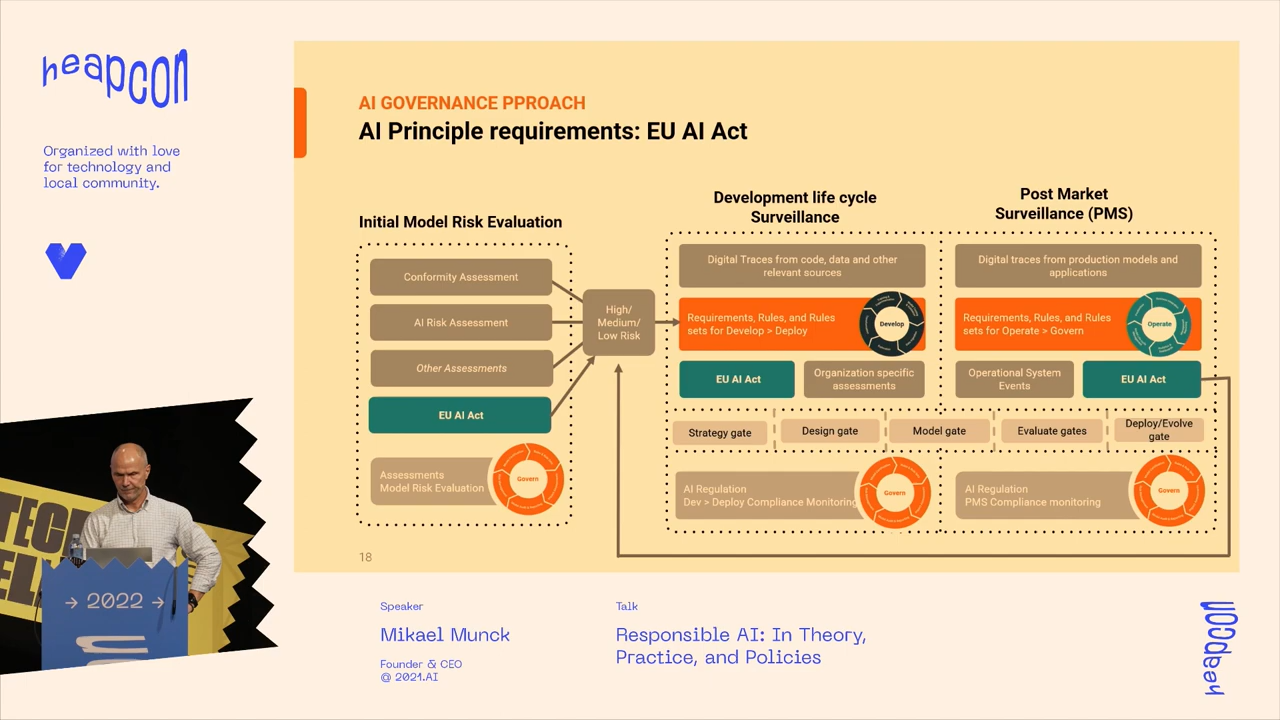 heapcon
Organized with love
for technology and
local community.
AI GOVERNANCE PPROACH
AI Principle requirements: EU AI Act
Initial Model Risk Evaluation
Conformity Assessment
AI Risk Assessment
Other Assessments
EU AI Act
Assessments
Model Risk Evaluation
Govern
High/
Medium/
Low Risk
Development life cycle
Surveillance
Digital Traces from code, data and other
relevant sources
Requirements, Rules, and Rules
sets for Develop > Deploy
Develop
EU AI Act
Organization specific
assessments
Post Market
Surveillance (PMS)
Digital traces from production models and
applications
Requirements, Rules, and Rules
sets for Operate > Govern
Operate
Operational System
Events
EU AI Act
Strategy gate
Design gate
Model gate
Evaluate gates
Deploy/Evolve
gate
AI Regulation
Dev > Deploy Compliance Monitoring
Govern
AI Regulation
PMS Compliance monitoring
Govern
18
→ 2022 →
Speaker
Mikael Munck
Founder & CEO
@ 2021.AI
Talk
Responsible AI: In Theory,
Practice, and Policies
heapcon